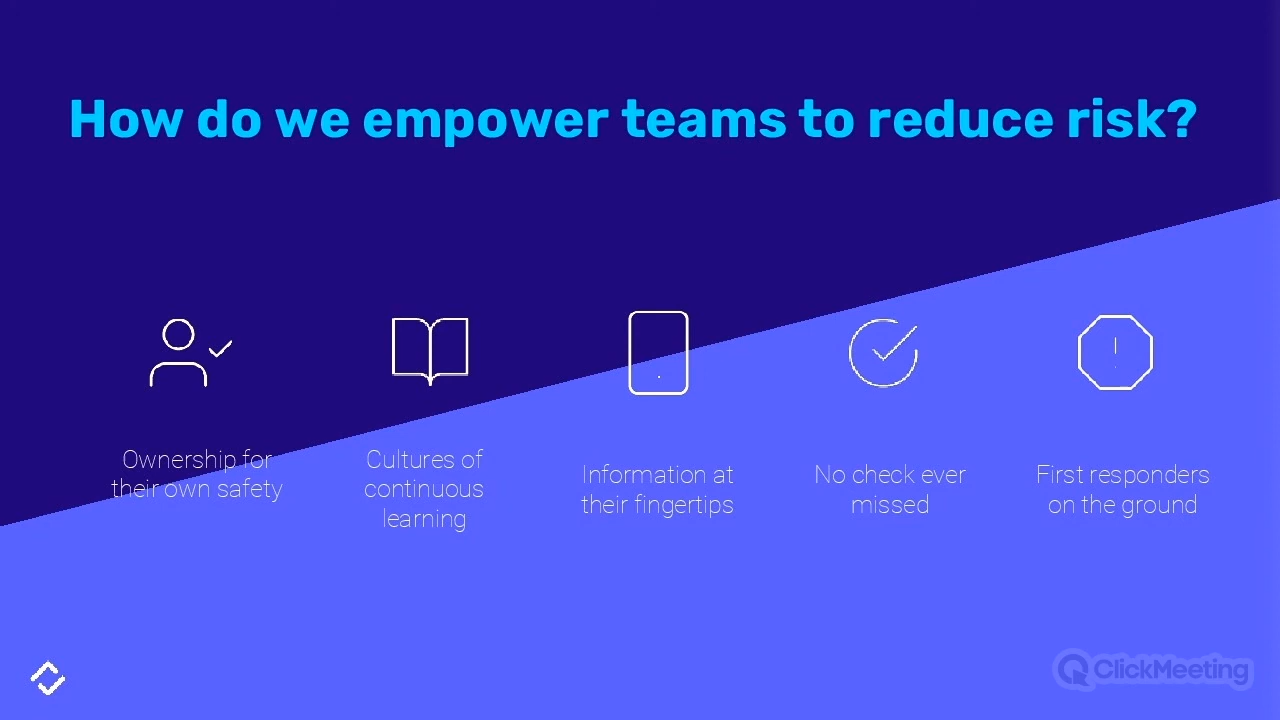 How do we empower teams to reduce risk?
Ownership for
their own safety
Cultures of
continuous
learning
Information at
their fingertips
No check ever
missed
First responders
on the ground
ClickMeeting